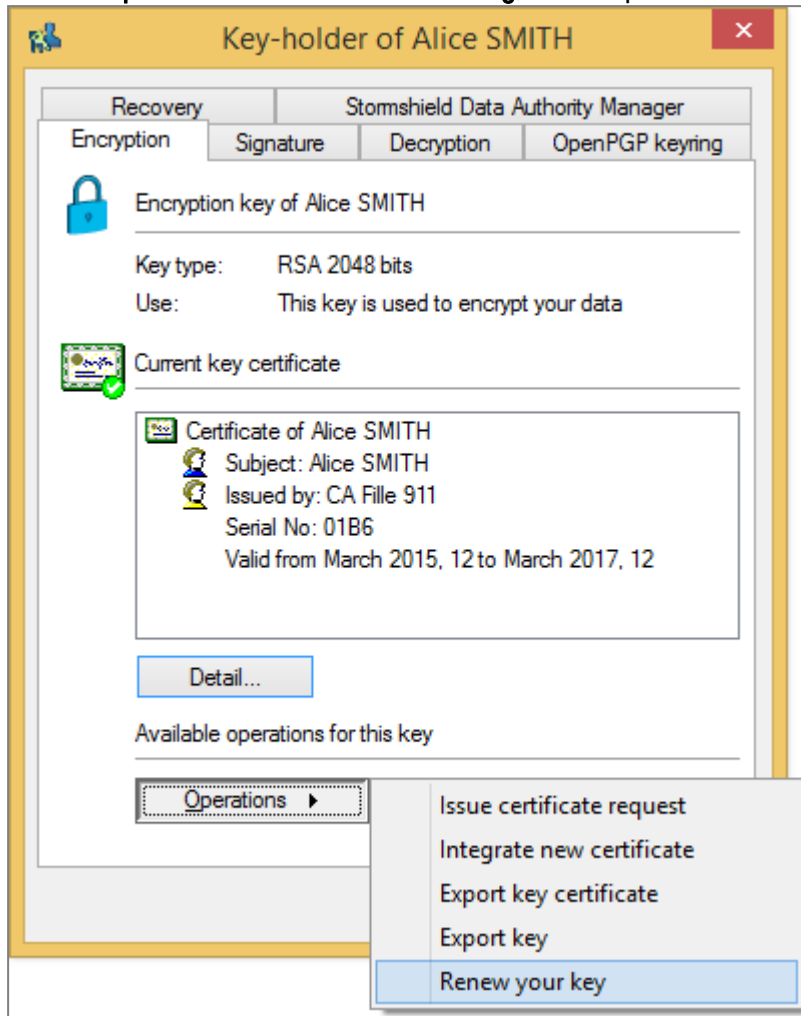 Key-holder of Alice SMITH
Recovery
Stormshield Data Authority Manager
Encryption
Signature
Decryption
OpenPGP keyring
Encryption key of Alice SMITH
Key type: RSA 2048 bits
Use: This key is used to encrypt your data
Current key certificate
Certificate of Alice SMITH
Subject: Alice SMITH
Issued by: CA Fille 911
Serial No: 01B6
Valid from March 2015, 12 to March 2017, 12
Detail...
Available operations for this key
Operations
Issue certificate request
Integrate new certificate
Export key certificate
Export key
Renew your key